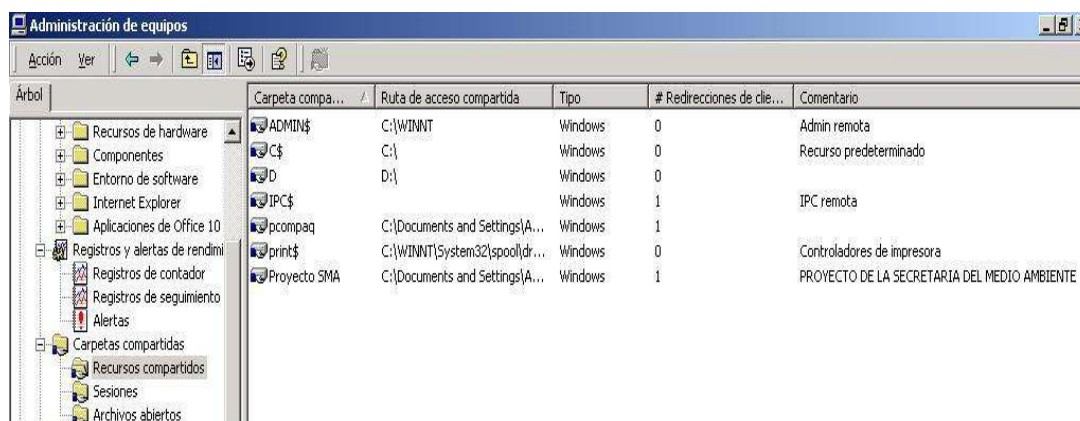 Administración de equipos
Acción Ver
Árbol
Carpeta compa... Ruta de acceso compartida Tipo # Redirecciones de clie... Comentario
Recursos de hardware
Componentes
Entorno de software
Internet Explorer
Aplicaciones de Office 10
Registros y alertas de rendimi
Registros de contador
Registros de seguimiento
Alertas
Carpetas compartidas
Recursos compartidos
Sesiones
Archivos abiertos
ADMIN$ C:\WINNT Windows 0 Admin remota
C$ C:\ Windows 0 Recurso predeterminado
D D:\ Windows 0
IPC$ Windows 1 IPC remota
pcompaq C:\Documents and Settings\A... Windows 1
print$ C:\WINNT\System32\spool\dr... Windows 0 Controladores de impresora
Proyecto SMA C:\Documents and Settings\A... Windows 1 PROYECTO DE LA SECRETARIA DEL MEDIO AMBIENTE